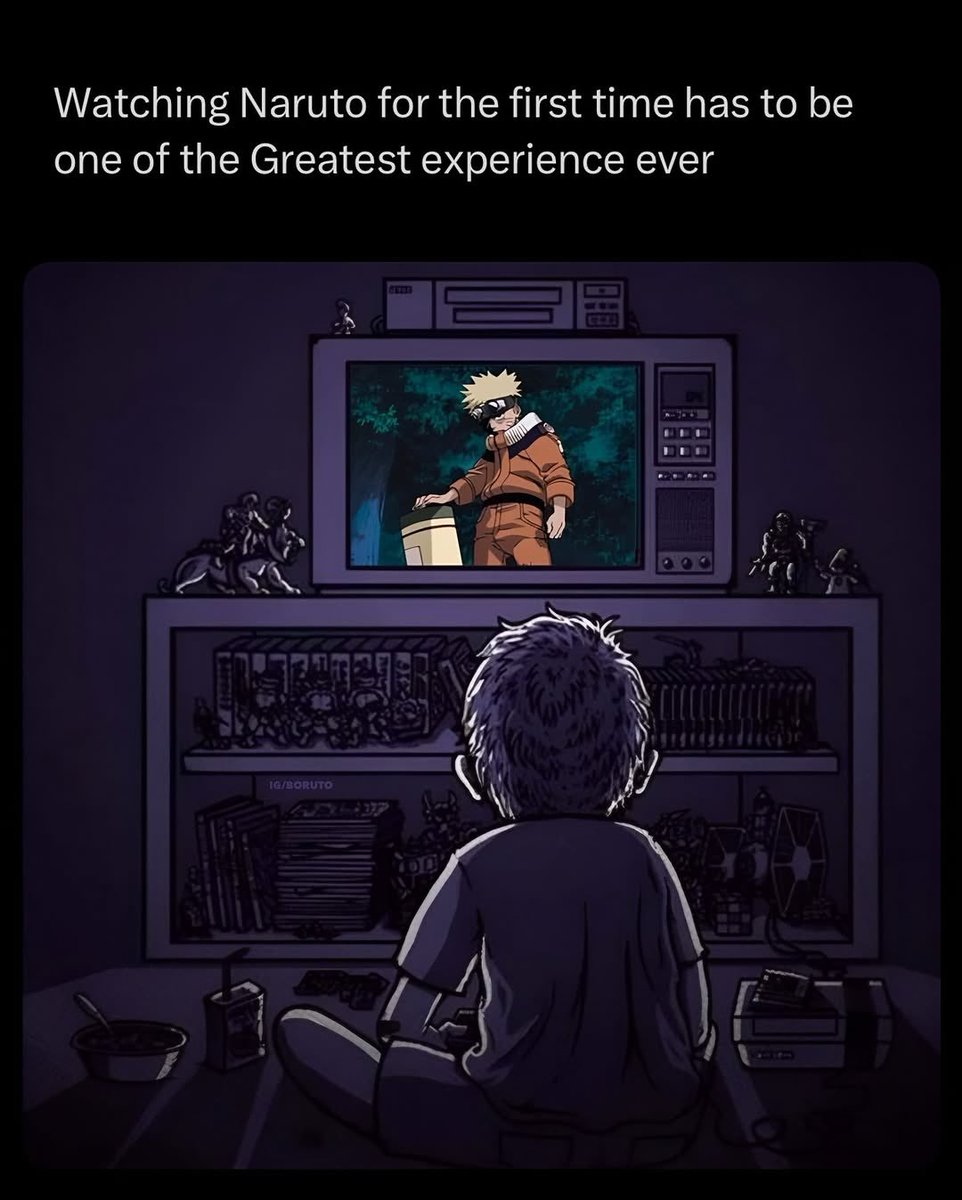 Watching Naruto for the first time has to be
one of the Greatest experience ever
IG/BORUTO